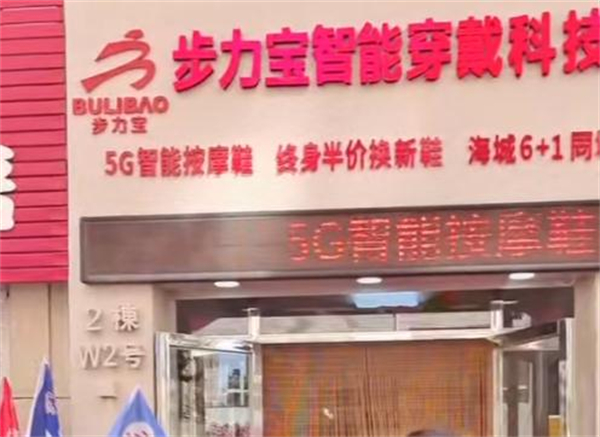 步力宝智能穿戴科技
BULIBAO
步力宝
5G智能按摩鞋 终身半价换新鞋 海城6+1同
5G智能按摩鞋
2棟
W2号